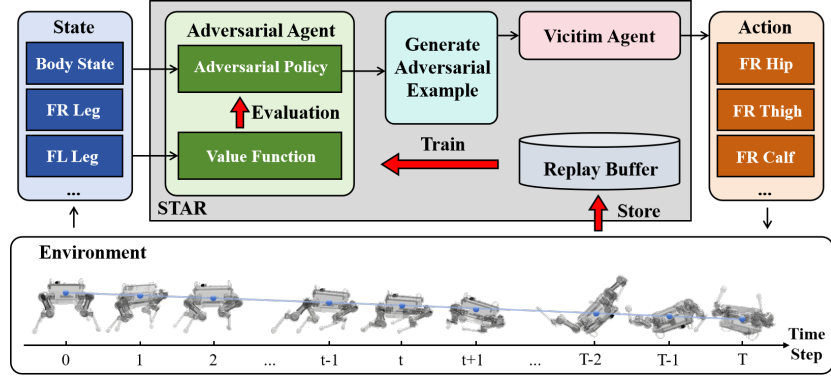 State
Body State
FR Leg
FL Leg
...
Adversarial Agent
Adversarial Policy
Evaluation
Value Function
STAR
Generate
Adversarial
Example
Vicitim Agent
Train
Replay Buffer
Store
Action
FR Hip
FR Thigh
FR Calf
...
Environment
0 1 2 ... t-1 t t+1 ... T-2 T-1 T
Time
Step